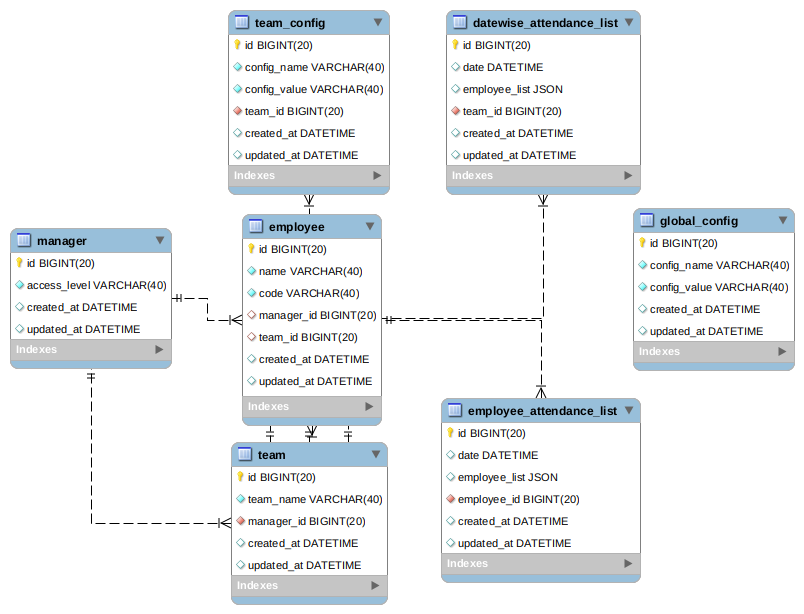 team_config
id BIGINT(20)
config_name VARCHAR(40)
config_value VARCHAR(40)
team_id BIGINT(20)
created_at DATETIME
updated_at DATETIME
Indexes
datewise_attendance_list
id BIGINT(20)
date DATETIME
employee_list JSON
team_id BIGINT(20)
created_at DATETIME
updated_at DATETIME
Indexes
manager
id BIGINT(20)
access_level VARCHAR(40)
created_at DATETIME
updated_at DATETIME
Indexes
employee
id BIGINT(20)
name VARCHAR(40)
code VARCHAR(40)
manager_id BIGINT(20)
team_id BIGINT(20)
created_at DATETIME
updated_at DATETIME
Indexes
global_config
id BIGINT(20)
config_name VARCHAR(40)
config_value VARCHAR(40)
created_at DATETIME
updated_at DATETIME
Indexes
team
id BIGINT(20)
team_name VARCHAR(40)
manager_id BIGINT(20)
created_at DATETIME
updated_at DATETIME
Indexes
employee_attendance_list
id BIGINT(20)
date DATETIME
employee_list JSON
employee_id BIGINT(20)
created_at DATETIME
updated_at DATETIME
Indexes